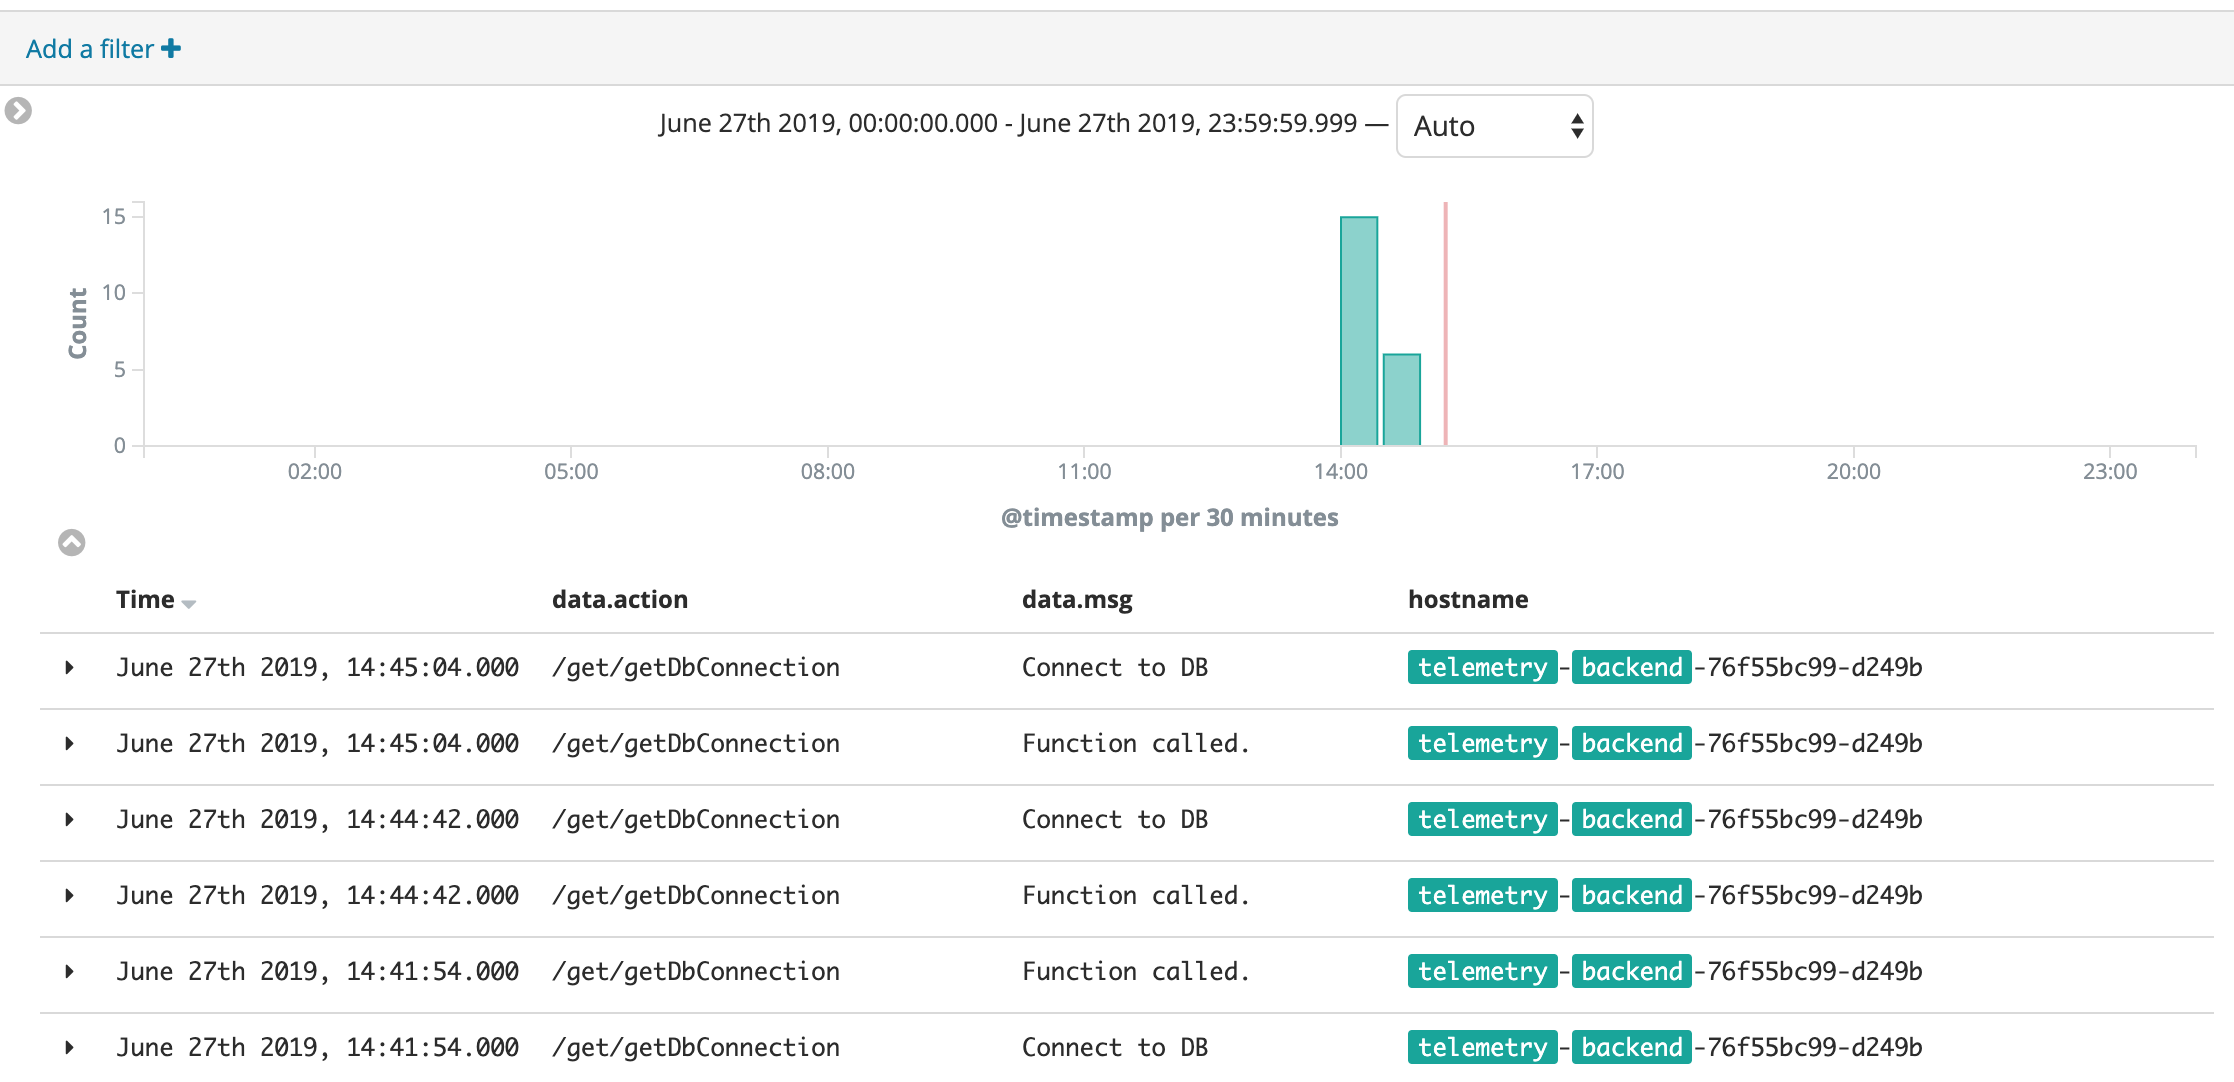 Add a filter
June 27th 2019, 00:00:00.000 - June 27th 2019, 23:59:59.999 — Auto
Count
15
10
5
0
02:00 05:00 08:00 11:00 14:00 17:00 20:00 23:00
@timestamp per 30 minutes
Time data.action data.msg hostname
June 27th 2019, 14:45:04.000 /get/getDbConnection Connect to DB telemetry-backend-76f55bc99-d249b
June 27th 2019, 14:45:04.000 /get/getDbConnection Function called. telemetry-backend-76f55bc99-d249b
June 27th 2019, 14:44:42.000 /get/getDbConnection Connect to DB telemetry-backend-76f55bc99-d249b
June 27th 2019, 14:44:42.000 /get/getDbConnection Function called. telemetry-backend-76f55bc99-d249b
June 27th 2019, 14:41:54.000 /get/getDbConnection Function called. telemetry-backend-76f55bc99-d249b
June 27th 2019, 14:41:54.000 /get/getDbConnection Connect to DB telemetry-backend-76f55bc99-d249b